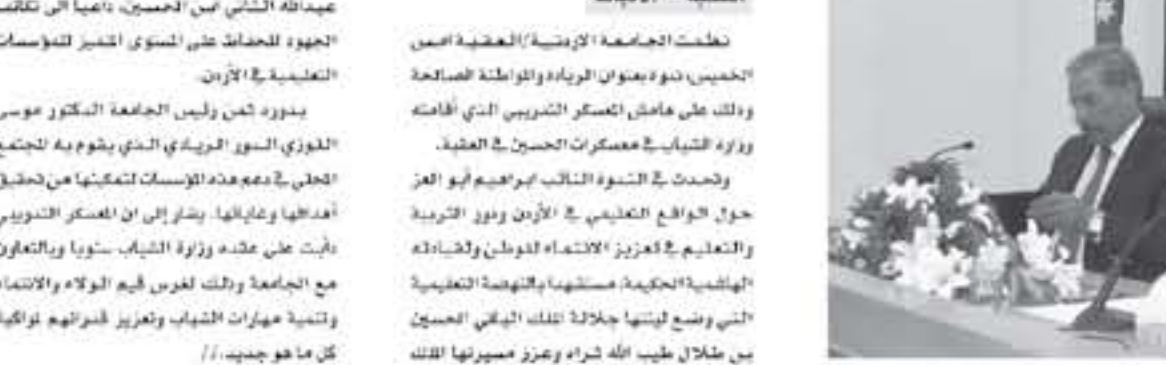 نظمت الجامعة الاردنية/العقبة امس
الخميس، ندوة بعنوان الريادة والمواطنة الصالحة
وذلك على هامش المعسكر التدريبي الذي أقامته
وزارة الشباب في معسكرات الحسين في العقبة.
وتحدث في الندوة النائب ابراهيم أبو العز
حول الواقع التعليمي في الأردن ودور التربية
والتعليم في تعزيز الانتماء للوطن ولقيادته
الهاشمية الحكيمة، مستشهدا بالنهضة التعليمية
التي وضع لبنتها جلالة الملك الباني الحسين
بن طلال طيب الله ثراه وعزز مسيرتها الملك
عبدالله الثاني ابن الحسين، داعيا الى تكاتف
الجهود للحفاظ على المستوى المتميز للمؤسسات
التعليمية في الأردن.
بدوره ثمن رئيس الجامعة الدكتور موسى
اللوزي الدور الريادي الذي يقوم به المجتمع
المحلي في دعم هذه المؤسسات لتمكينها من تحقيق
أهدافها وغاياتها. يشار إلى ان المعسكر التدريبي
دأبت على عقده وزارة الشباب سنويا وبالتعاون
مع الجامعة وذلك لغرس قيم الولاء والانتماء
وتنمية مهارات الشباب وتعزيز قدراتهم لمواكبة
كل ما هو جديد.//